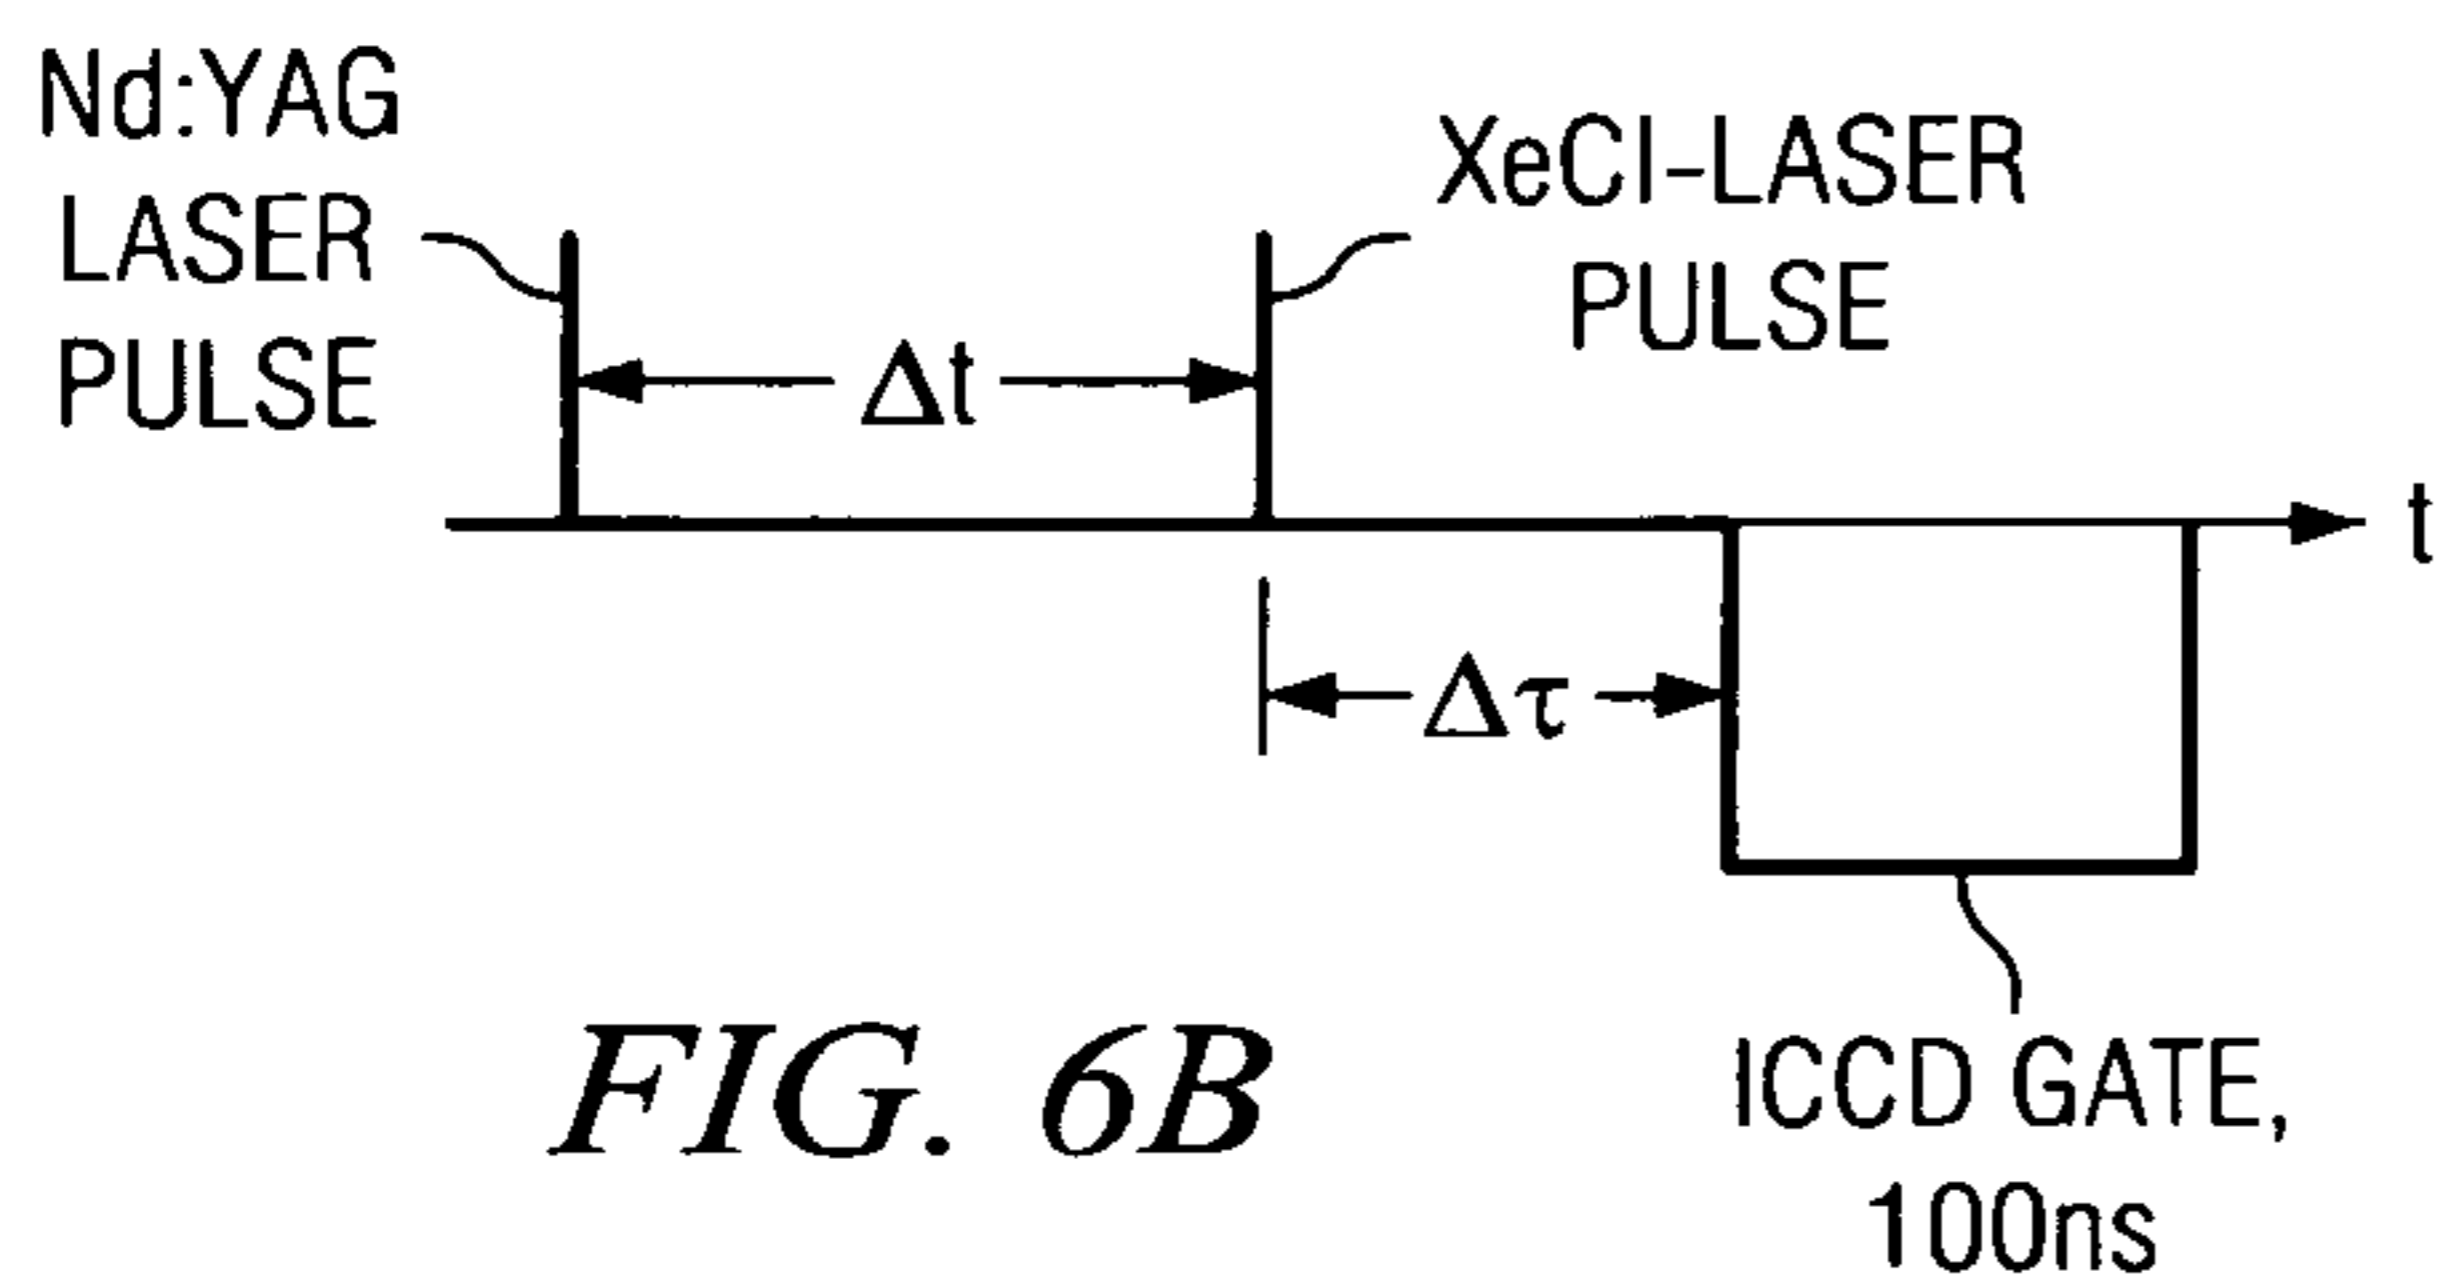 Nd:YAG
LASER
PULSE
XeCl-LASER
PULSE
Δt
t
Δτ
ICCD GATE,
100ns
FIG. 6B